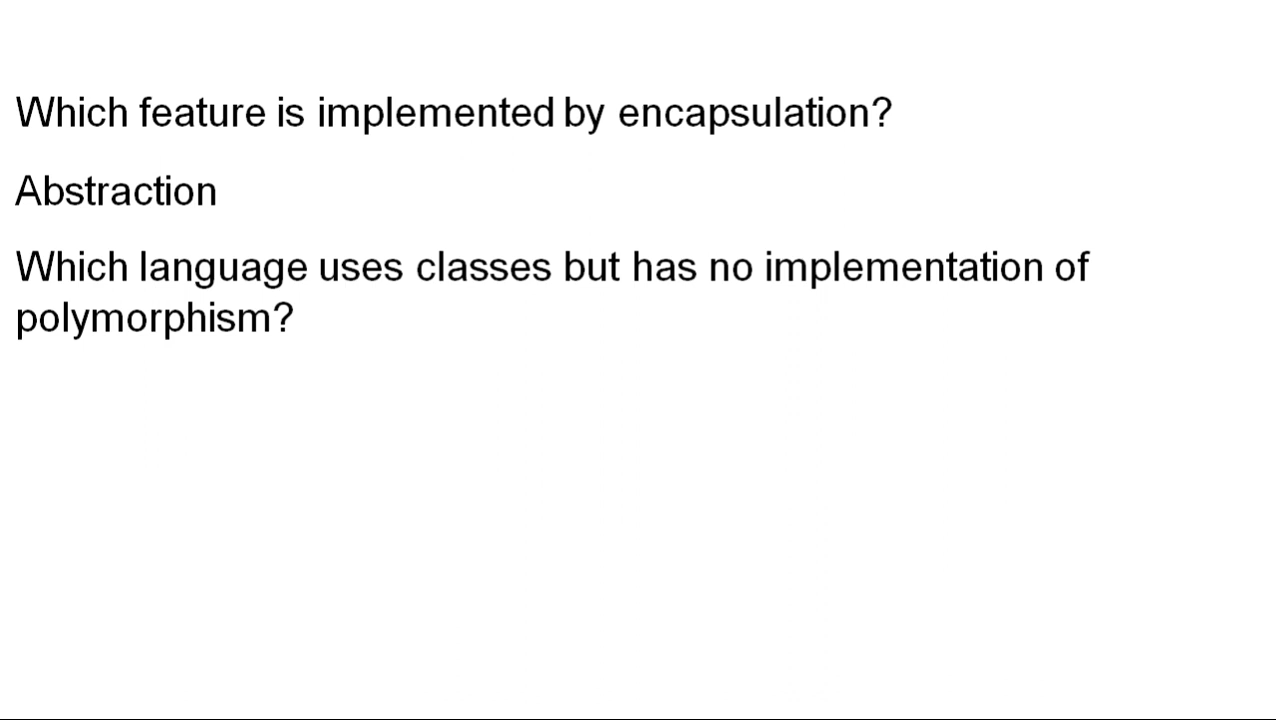 Which feature is implemented by encapsulation?
Abstraction
Which language uses classes but has no implementation of
polymorphism?